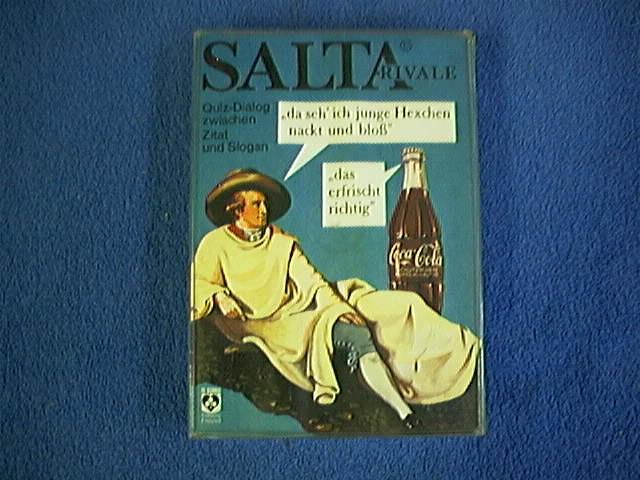 SALTA®
RIVALE
Quiz-Dialog
zwischen
Zitat
und Slogan
„da seh' ich junge Hexchen
nackt und bloß"
„das
erfrischt
richtig"
Coca-Cola